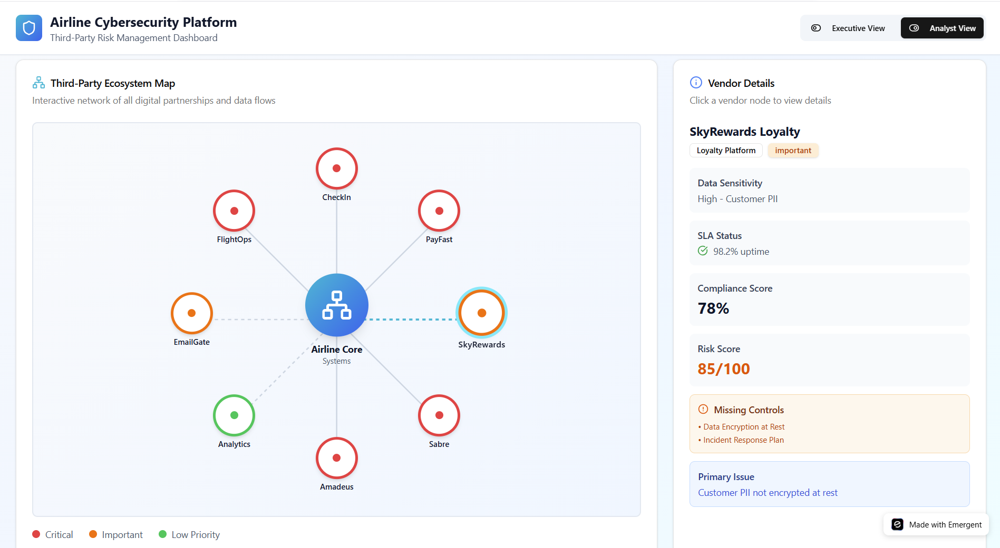 Airline Cybersecurity Platform
Third-Party Risk Management Dashboard
Executive View
Analyst View
Third-Party Ecosystem Map
Interactive network of all digital partnerships and data flows
CheckIn
FlightOps
PayFast
EmailGate
Airline Core
Systems
SkyRewards
Analytics
Sabre
Amadeus
Critical
Important
Low Priority
Vendor Details
Click a vendor node to view details
SkyRewards Loyalty
Loyalty Platform
important
Data Sensitivity
High - Customer PII
SLA Status
98.2% uptime
Compliance Score
78%
Risk Score
85/100
Missing Controls
• Data Encryption at Rest
• Incident Response Plan
Primary Issue
Customer PII not encrypted at rest
Made with Emergent